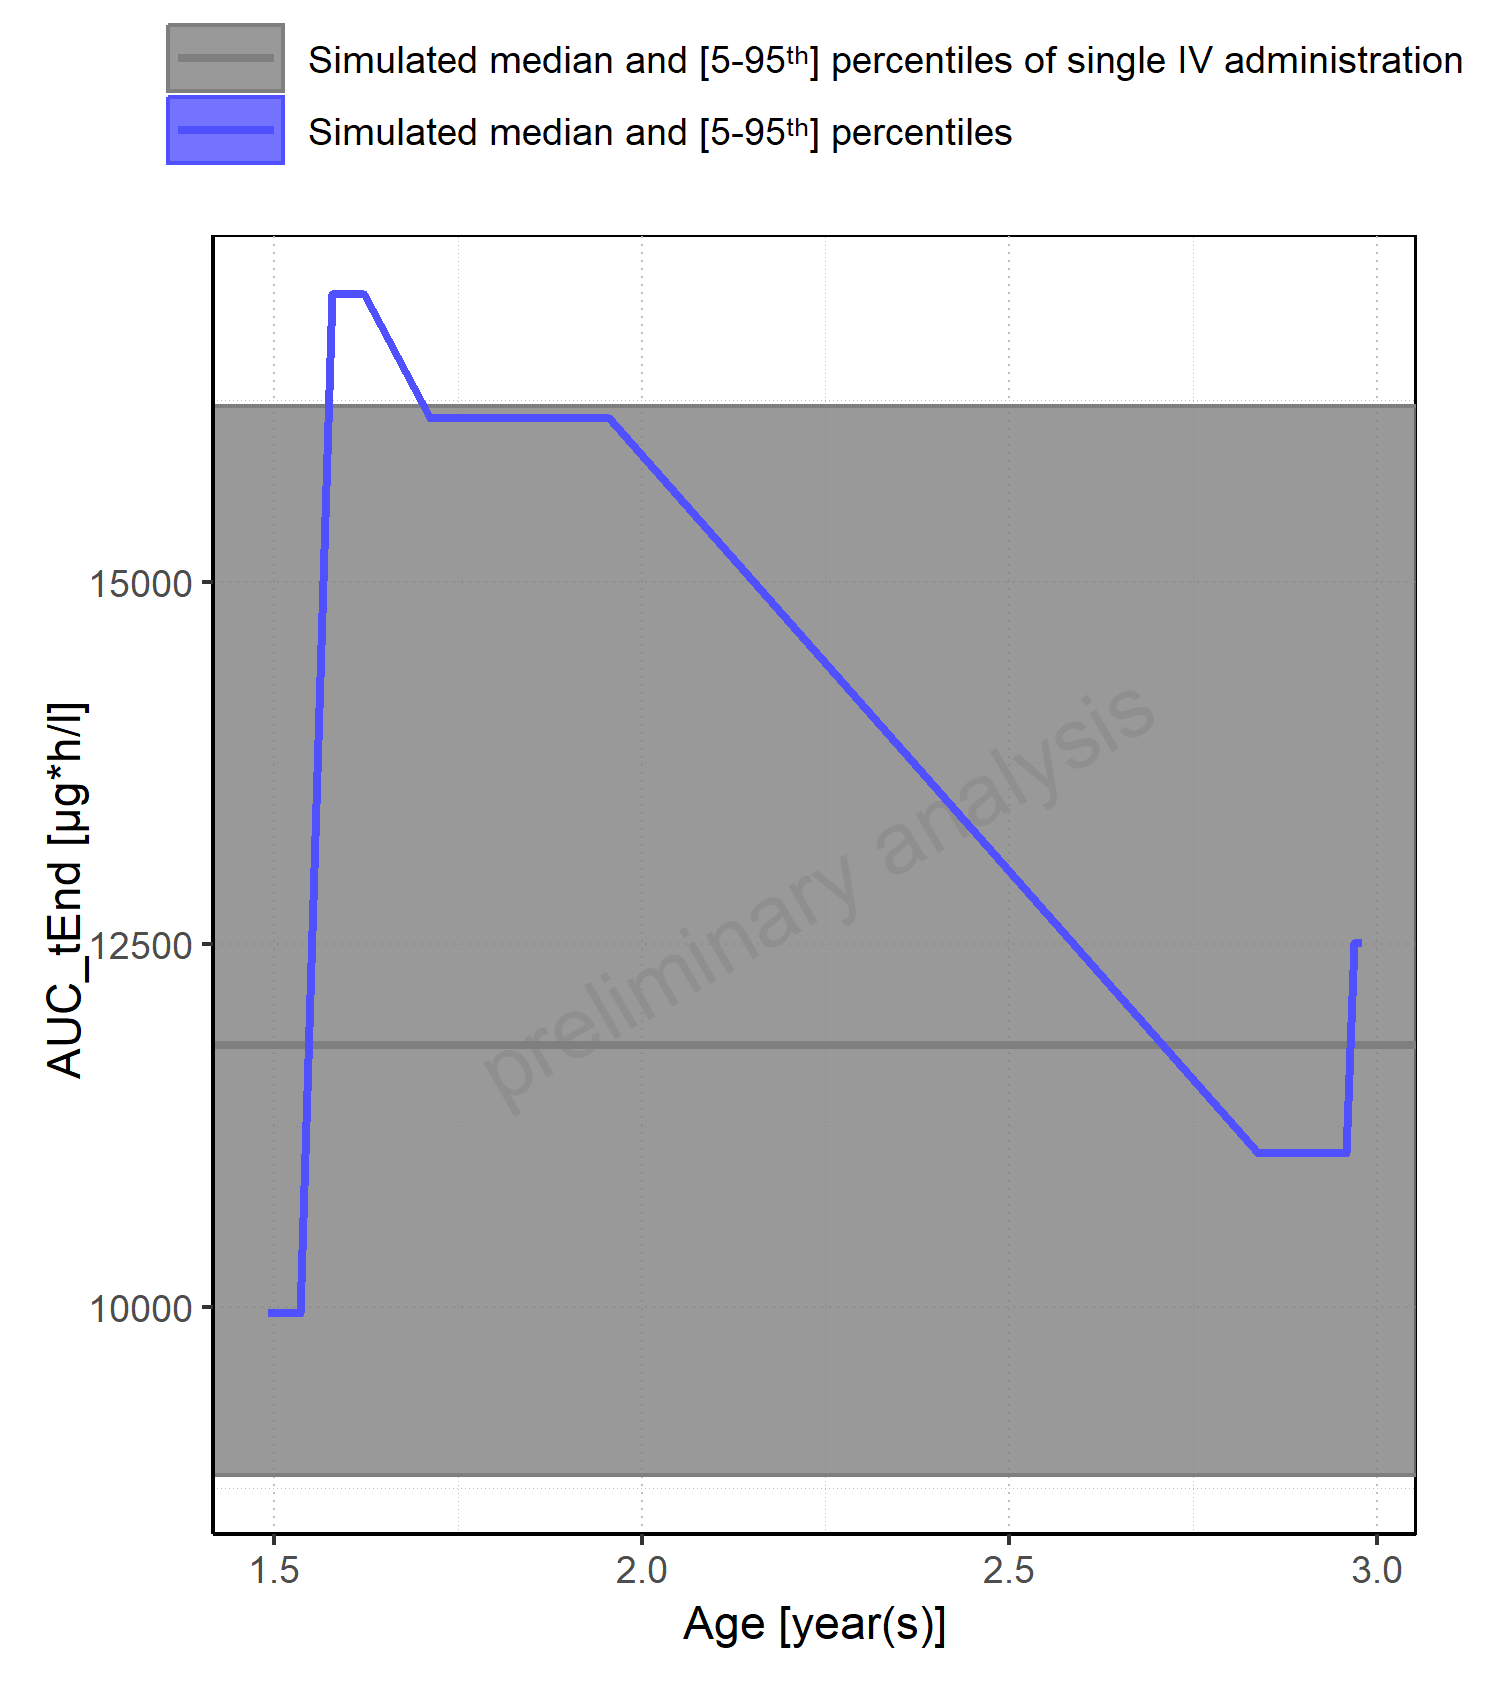 Simulated median and [5-95th] percentiles of single IV administration
Simulated median and [5-95th] percentiles
AUC_tEnd [µg*h/l]
15000
12500
10000
preliminary analysis
1.5 2.0 2.5 3.0
Age [year(s)]